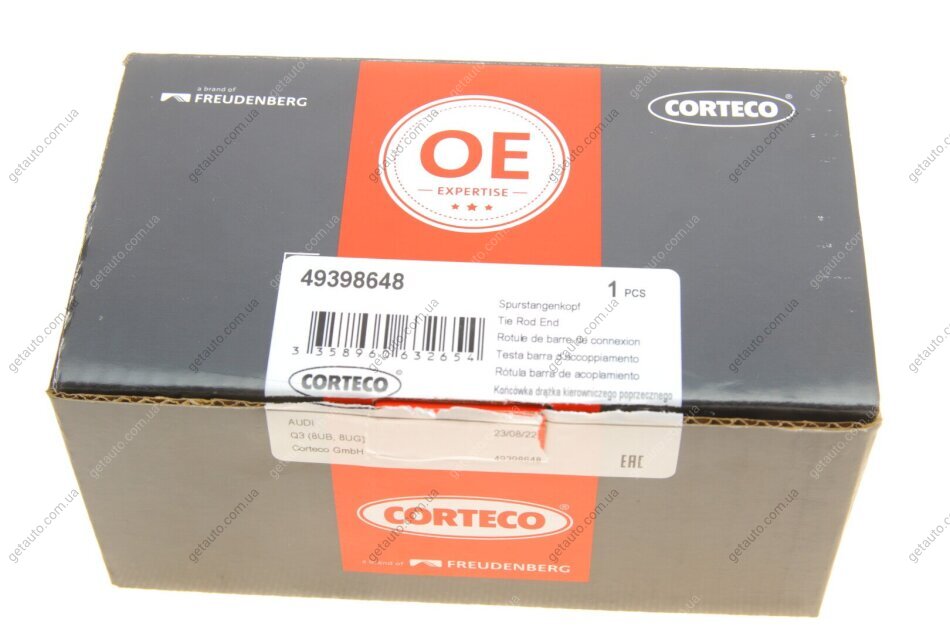 a brand of
FREUDENBERG
CORTECO®
OE
EXPERTISE
49398648
1 PCS
Spurstangenkopf
Tie Rod End
Rotule de barre de connexion
Testa barra d'accoppiamento
Rótula barra de acoplamiento
Końcówka drążka kierowniczego poprzecznego
3 358960 632654
CORTECO®
AUDI
Q3 (8UB, 8UG)
Corteco GmbH
23/08/22
49398648
EAC
CORTECO®
a brand of FREUDENBERG
getauto.com.ua